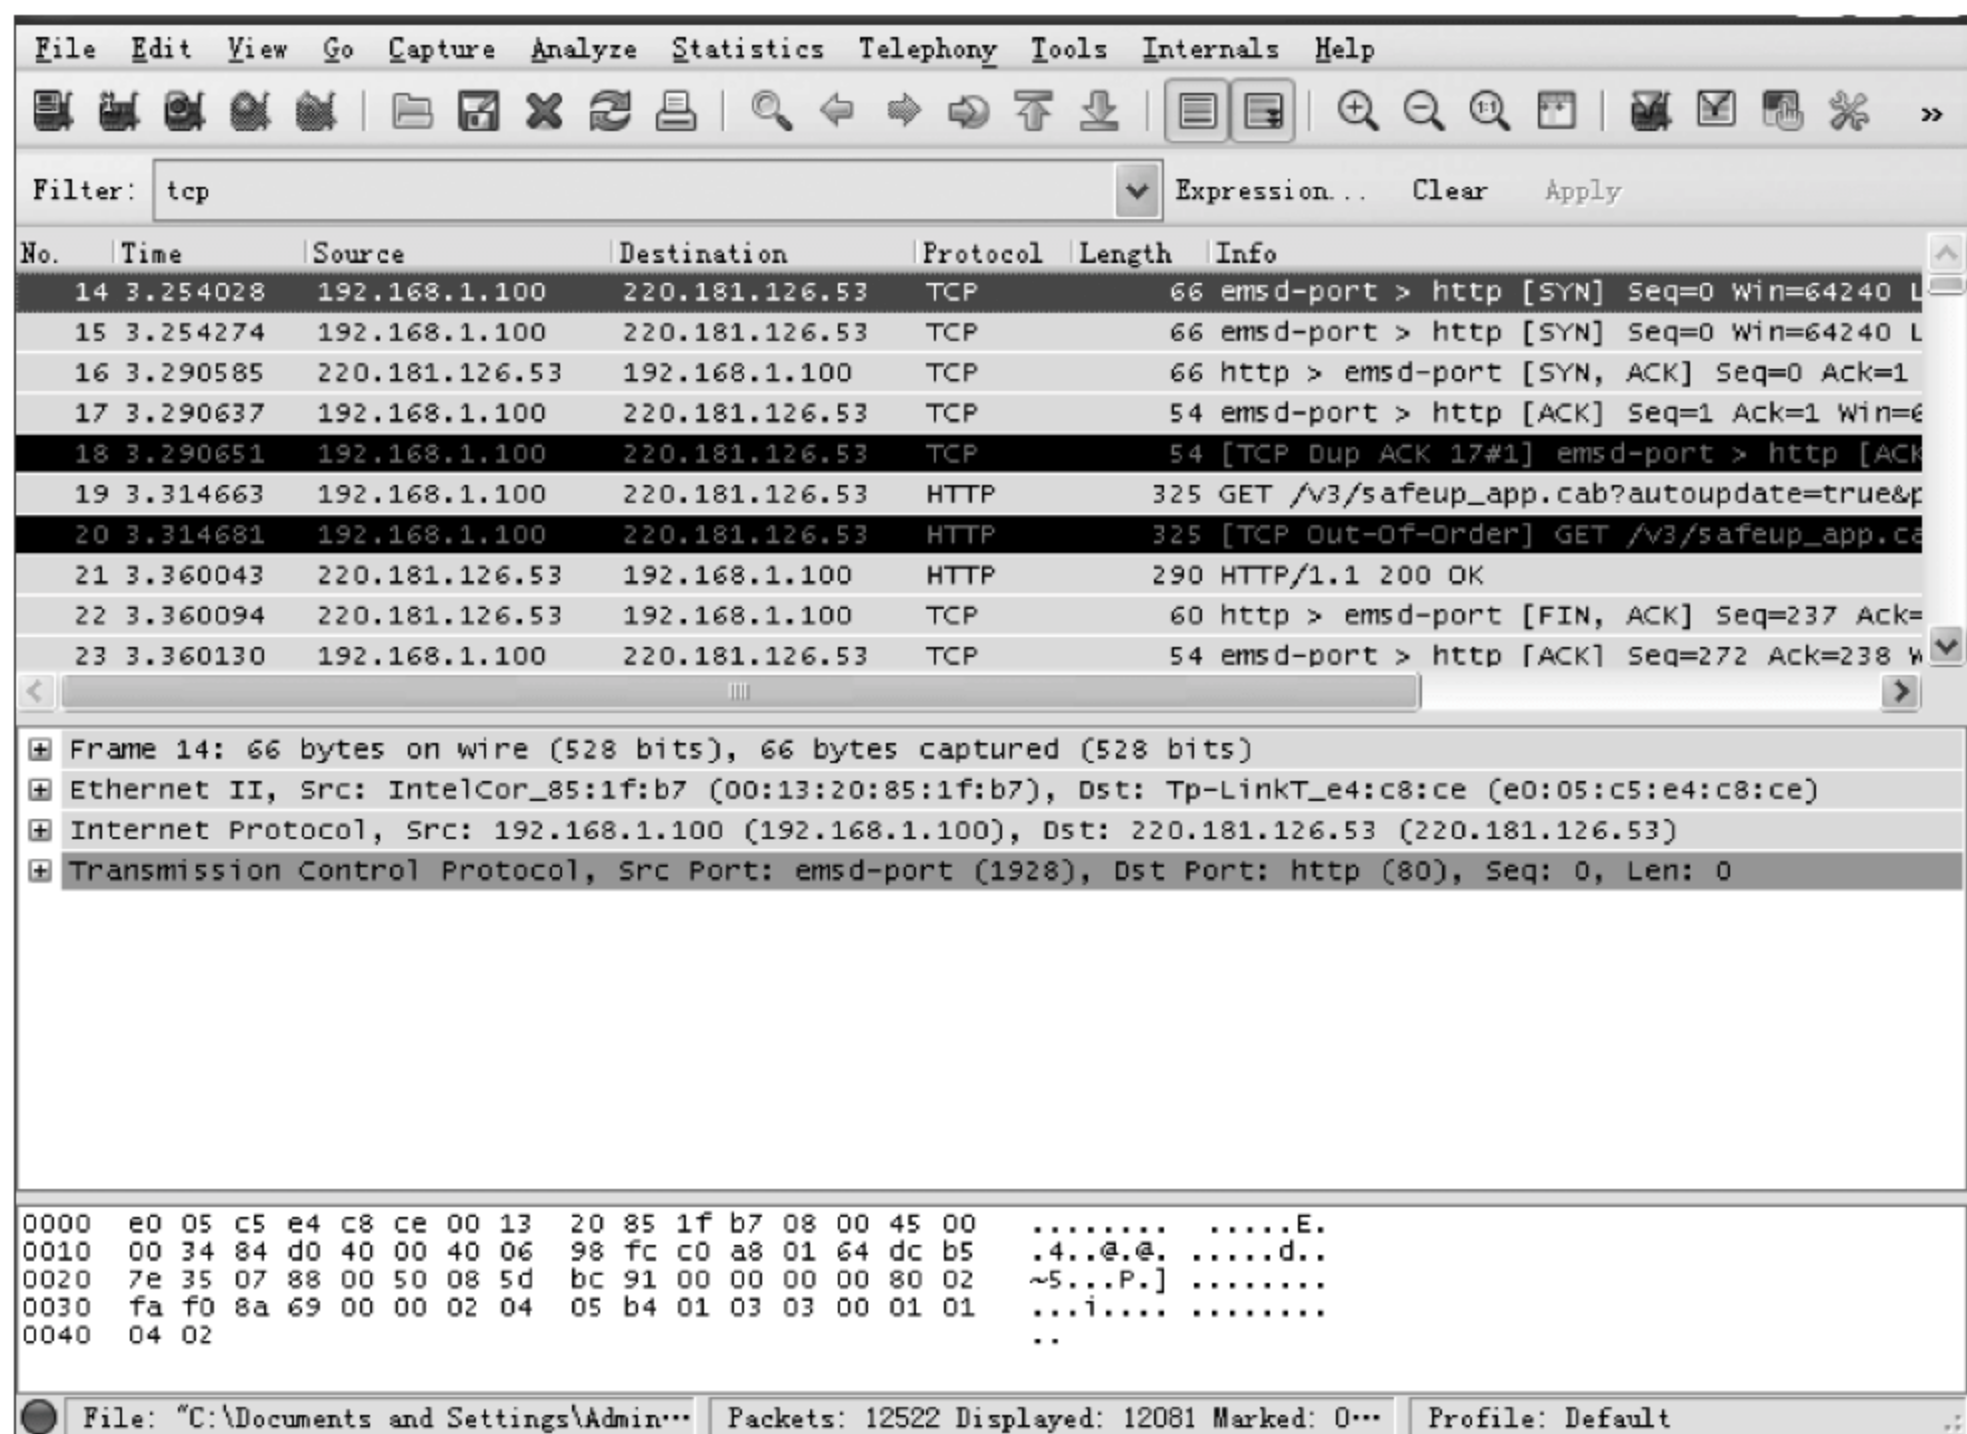 File Edit View Go Capture Analyze Statistics Telephony Tools Internals Help
1:1 »
Filter: tcp Expression... Clear Apply
No. Time Source Destination Protocol Length Info
14 3.254028 192.168.1.100 220.181.126.53 TCP 66 emsd-port > http [SYN] Seq=0 Win=64240 L
15 3.254274 192.168.1.100 220.181.126.53 TCP 66 emsd-port > http [SYN] Seq=0 Win=64240 L
16 3.290585 220.181.126.53 192.168.1.100 TCP 66 http > emsd-port [SYN, ACK] Seq=0 Ack=1
17 3.290637 192.168.1.100 220.181.126.53 TCP 54 emsd-port > http [ACK] Seq=1 Ack=1 Win=6
18 3.290651 192.168.1.100 220.181.126.53 TCP 54 [TCP Dup ACK 17#1] emsd-port > http [ACK
19 3.314663 192.168.1.100 220.181.126.53 HTTP 325 GET /v3/safeup_app.cab?autoupdate=true&p
20 3.314681 192.168.1.100 220.181.126.53 HTTP 325 [TCP Out-Of-Order] GET /v3/safeup_app.ca
21 3.360043 220.181.126.53 192.168.1.100 HTTP 290 HTTP/1.1 200 OK
22 3.360094 220.181.126.53 192.168.1.100 TCP 60 http > emsd-port [FIN, ACK] Seq=237 Ack=
23 3.360130 192.168.1.100 220.181.126.53 TCP 54 emsd-port > http [ACK] Seq=272 Ack=238 W
Frame 14: 66 bytes on wire (528 bits), 66 bytes captured (528 bits)
Ethernet II, Src: IntelCor_85:1f:b7 (00:13:20:85:1f:b7), Dst: Tp-LinkT_e4:c8:ce (e0:05:c5:e4:c8:ce)
Internet Protocol, Src: 192.168.1.100 (192.168.1.100), Dst: 220.181.126.53 (220.181.126.53)
Transmission Control Protocol, Src Port: emsd-port (1928), Dst Port: http (80), Seq: 0, Len: 0
0000 e0 05 c5 e4 c8 ce 00 13 20 85 1f b7 08 00 45 00 ........ .....E.
0010 00 34 84 d0 40 00 40 06 98 fc c0 a8 01 64 dc b5 .4..@.@. .....d..
0020 7e 35 07 88 00 50 08 5d bc 91 00 00 00 00 80 02 ~5...P.] ........
0030 fa f0 8a 69 00 00 02 04 05 b4 01 03 03 00 01 01 ...i.... ........
0040 04 02 ..
File: "C:\Documents and Settings\Admin... Packets: 12522 Displayed: 12081 Marked: 0... Profile: Default